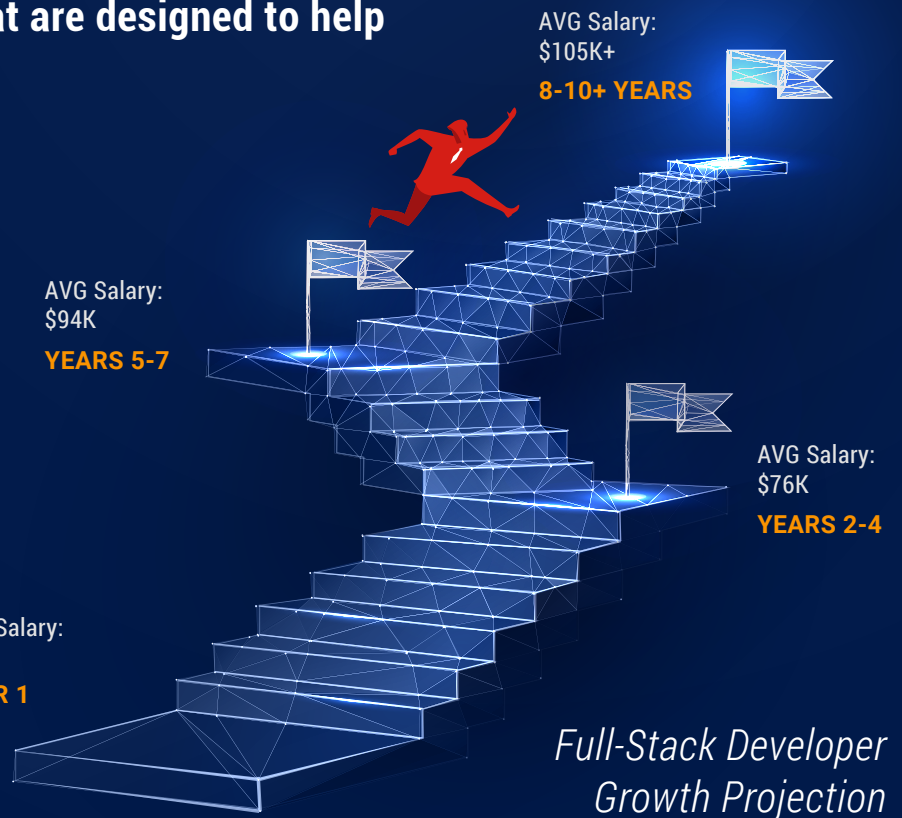 at are designed to help
AVG Salary:
$105K+
8-10+ YEARS
AVG Salary:
$94K
YEARS 5-7
AVG Salary:
$76K
YEARS 2-4
Salary:
R 1
Full-Stack Developer
Growth Projection